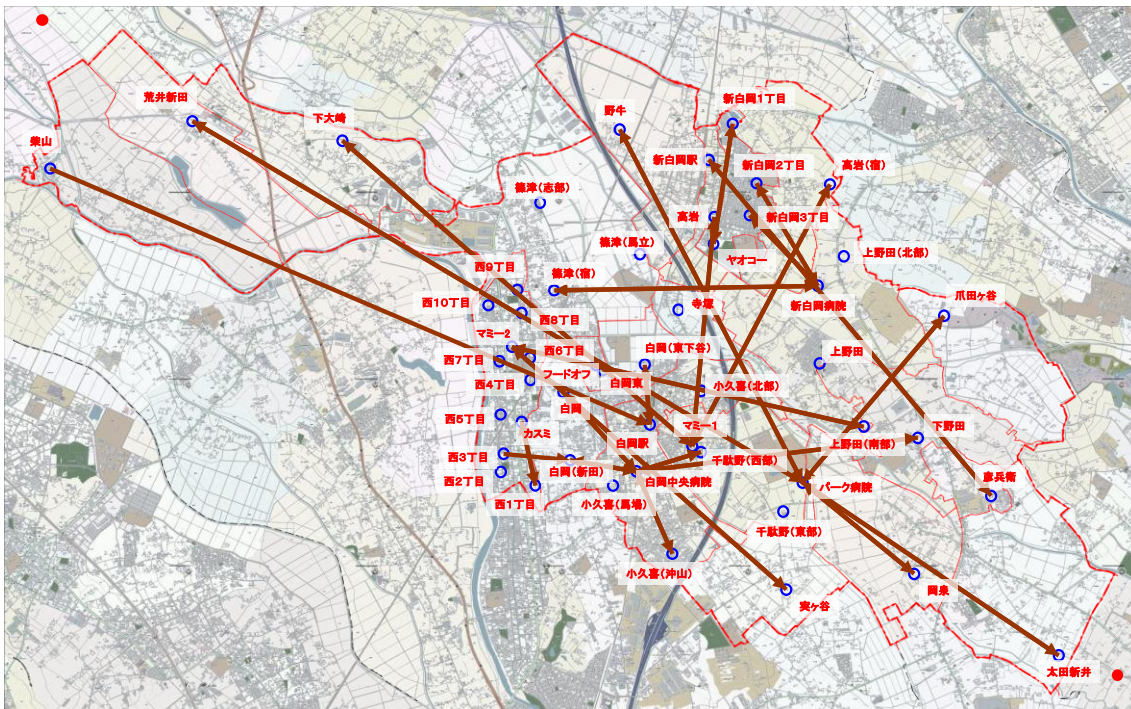 新白岡1丁目
荒井新田
野牛
下大崎
柴山
新白岡駅
新白岡2丁目
高岩(宿)
篠津(志部)
高岩
新白岡3丁目
篠津(馬立)
ヤオコー
上野田(北部)
西9丁目
篠津(宿)
西10丁目
新白岡病院
爪田ヶ谷
寺塚
西8丁目
マミー2
西6丁目
白岡(東下谷)
西7丁目
フードオフ
上野田
西4丁目
白岡東
小久喜(北部)
白岡
西5丁目
カスミ
マミー1
下野田
白岡駅
上野田(南部)
西3丁目
千駄野(西部)
白岡(新田)
西2丁目
白岡中央病院
彦兵衛
パーク病院
西1丁目
小久喜(馬場)
千駄野(東部)
小久喜(沖山)
岡泉
実ヶ谷
太田新井